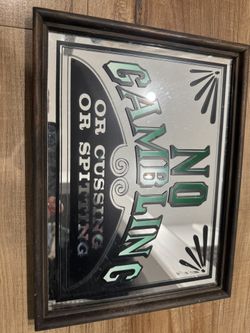 NO
GAMBLING
OR CUSSING
OR SPITTING